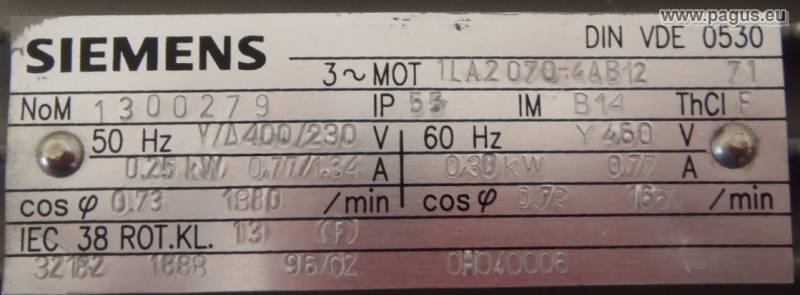 www.pagus.eu
SIEMENS DIN VDE 0530
3~MOT 1LA2070-4AB12 71
NoM 1300279 IP 55 IM B14 ThCl F
50 Hz Y/Δ400/230 V 60 Hz Y 460 V
0.25 kW 0.77/1.34 A 0.30 kW 0.77 A
cos φ 0.73 /min cos φ 0.73 /min
IEC 38 ROT.KL. 13 (F)
32182 1688 96/02